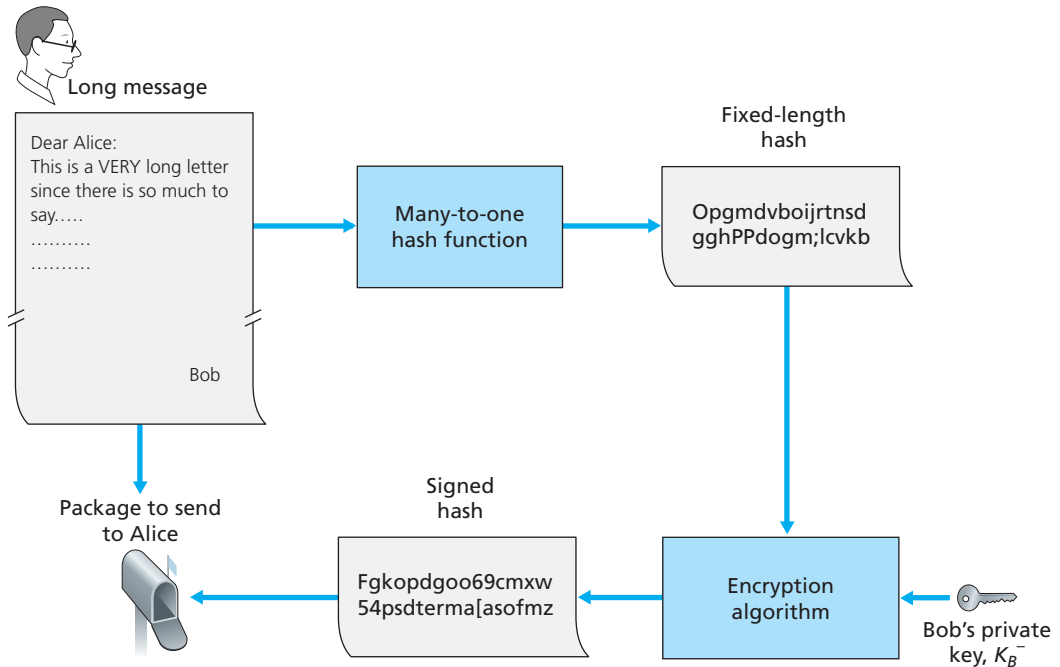 Long message
Dear Alice:
This is a VERY long letter
since there is so much to
say.....
..........
..........
Bob
Many-to-one
hash function
Fixed-length
hash
Opgmdvboijrtnsd
gghPPdogm;lcvkb
Package to send
to Alice
Signed
hash
Fgkopdgoo69cmxw
54psdterma[asofmz
Encryption
algorithm
Bob's private
key, K_B^–